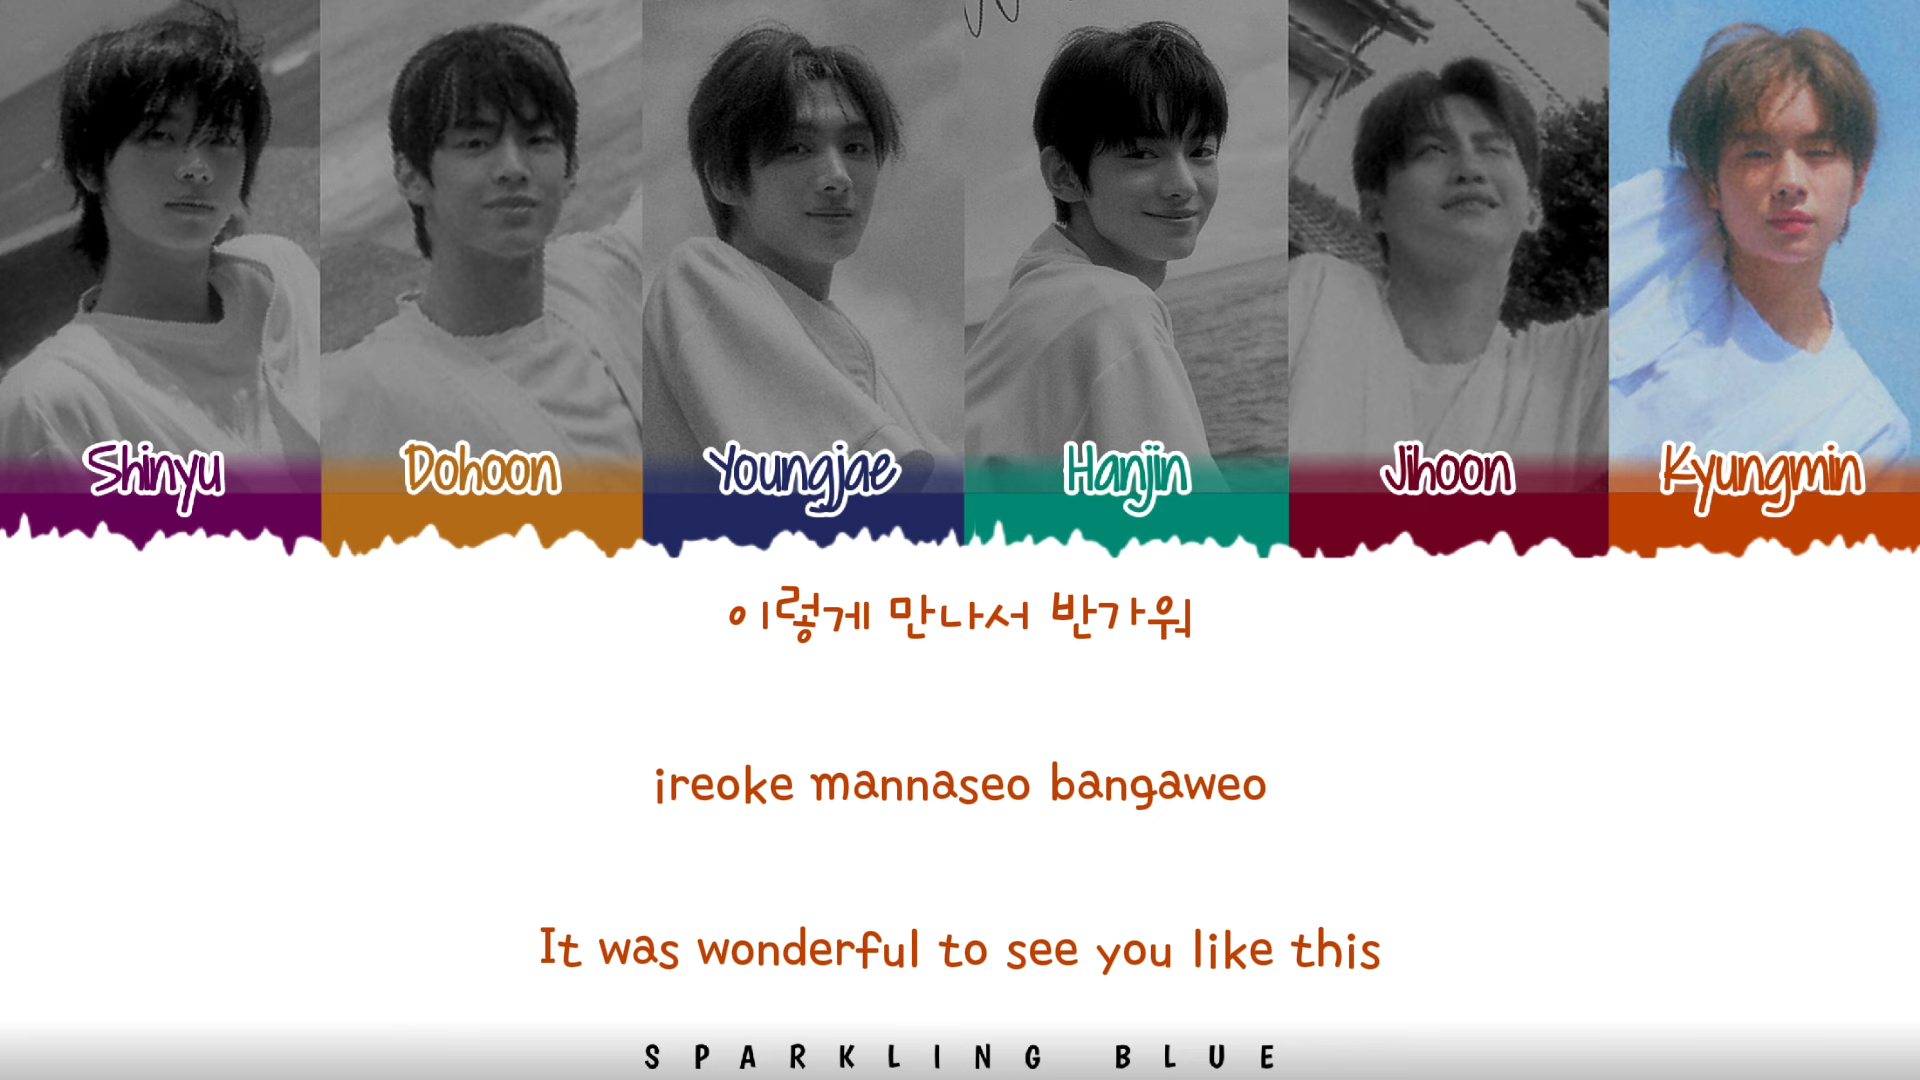 Shinyu Dohoon Youngjae Hanjin Jihoon Kyungmin
이렇게 만나서 반가워
ireoke mannaseo bangaweo
It was wonderful to see you like this
SPARKLING BLUE